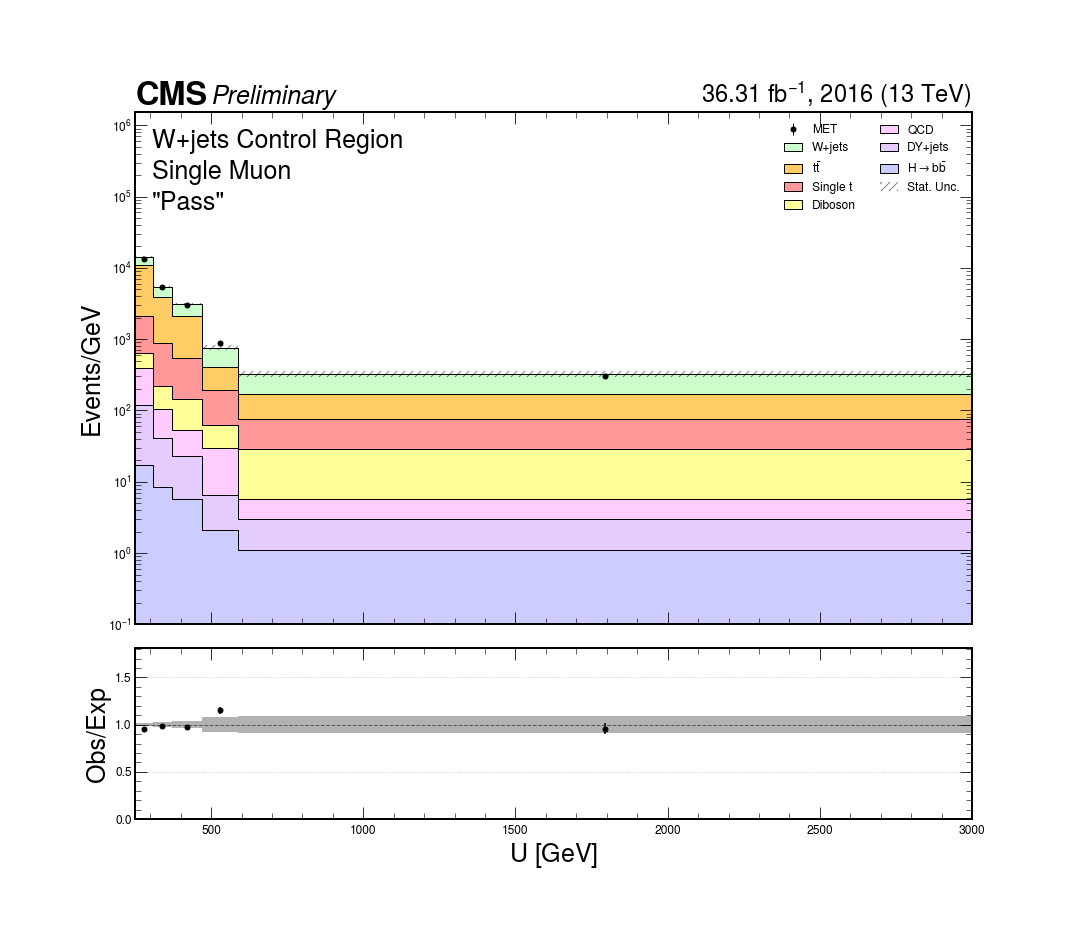 CMS Preliminary 36.31 fb⁻¹, 2016 (13 TeV)
W+jets Control Region
Single Muon
"Pass"
MET
W+jets
tt̄
Single t
Diboson
QCD
DY+jets
H→bb̄
Stat. Unc.
Events/GeV
10⁶
10⁵
10⁴
10³
10²
10¹
10⁰
10⁻¹
Obs/Exp
1.5
1.0
0.5
0.0
500 1000 1500 2000 2500 3000
U [GeV]